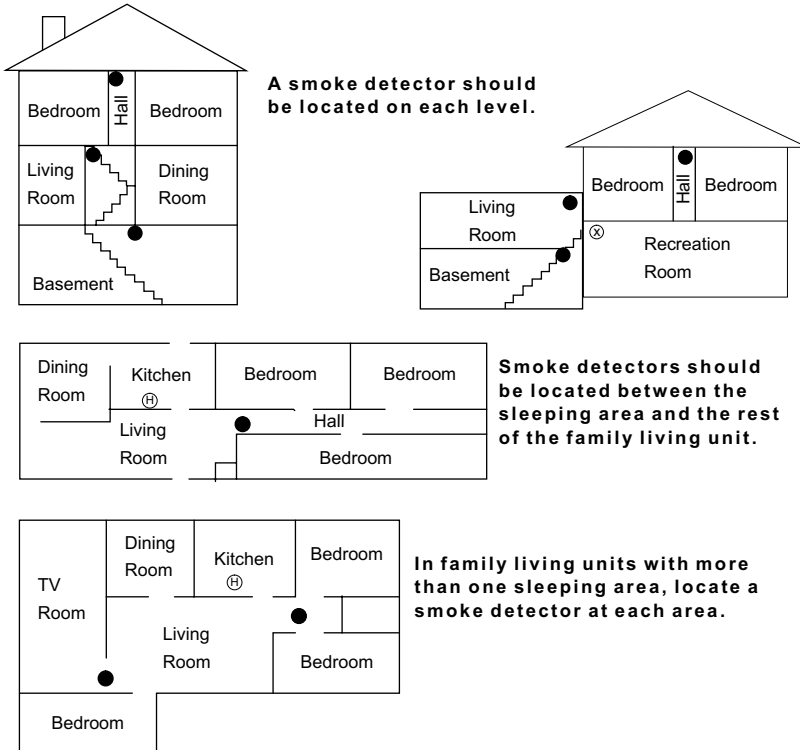 A smoke detector should
be located on each level.
Bedroom
Hall
Bedroom
Living
Room
Dining
Room
Basement
Bedroom
Hall
Bedroom
Living
Room
X
Recreation
Room
Basement
Dining
Room
Kitchen
H
Bedroom
Bedroom
Living
Room
Hall
Bedroom
Smoke detectors should
be located between the
sleeping area and the rest
of the family living unit.
TV
Room
Dining
Room
Kitchen
H
Bedroom
Living
Room
Bedroom
Bedroom
In family living units with more
than one sleeping area, locate a
smoke detector at each area.